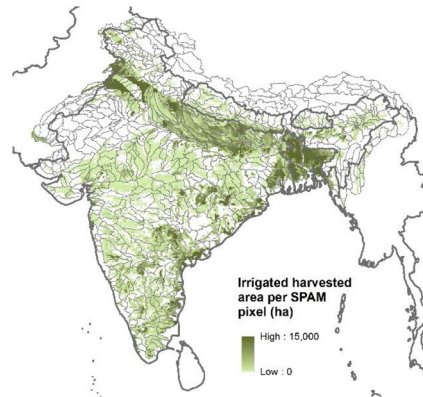 Irrigated harvested
area per SPAM
pixel (ha)
High : 15,000
Low : 0